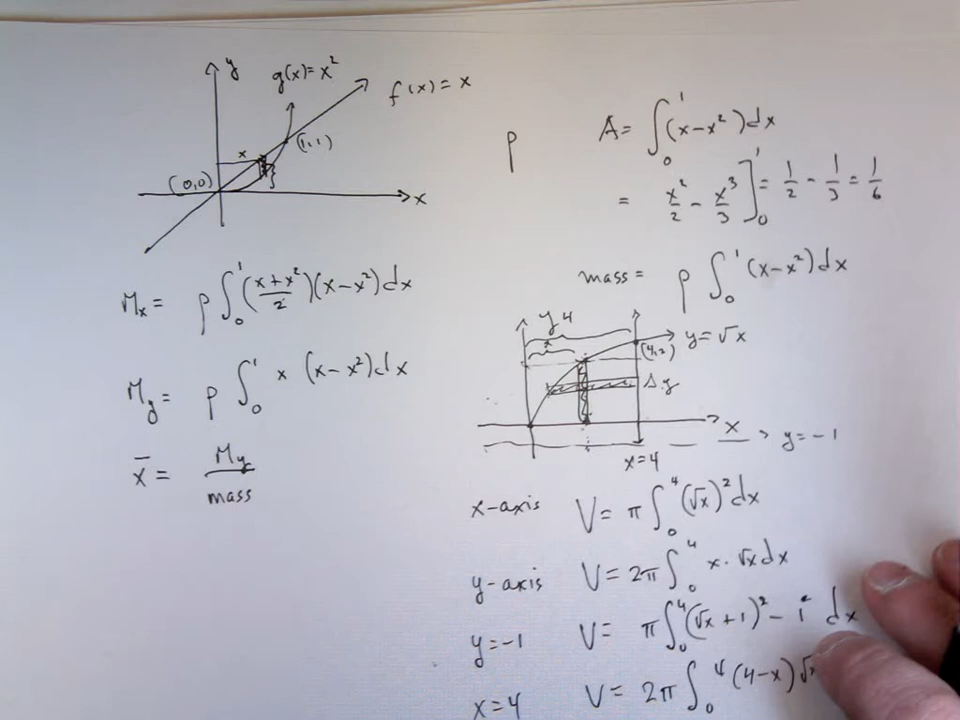 y
g(x) = x²
f(x) = x
(1,1)
x
(0,0)
x
Mx = ρ ∫₀¹ ((x+x²)/2)(x−x²)dx
My = ρ ∫₀¹ x (x−x²)dx
x̄ = My/mass
ρ A = ∫₀¹ (x−x²)dx
= x²/2 − x³/3 ]₀¹ = 1/2 − 1/3 = 1/6
mass = ρ ∫₀¹ (x−x²)dx
y 4
x
y = √x
(4,2)
Δy
x
y = −1
x = 4
x-axis V = π ∫₀⁴ (√x)² dx
y-axis V = 2π ∫₀⁴ x · √x dx
y = −1 V = π ∫₀⁴ (√x + 1)² − 1² dx
x = 4 V = 2π ∫₀⁴ (4−x) √x